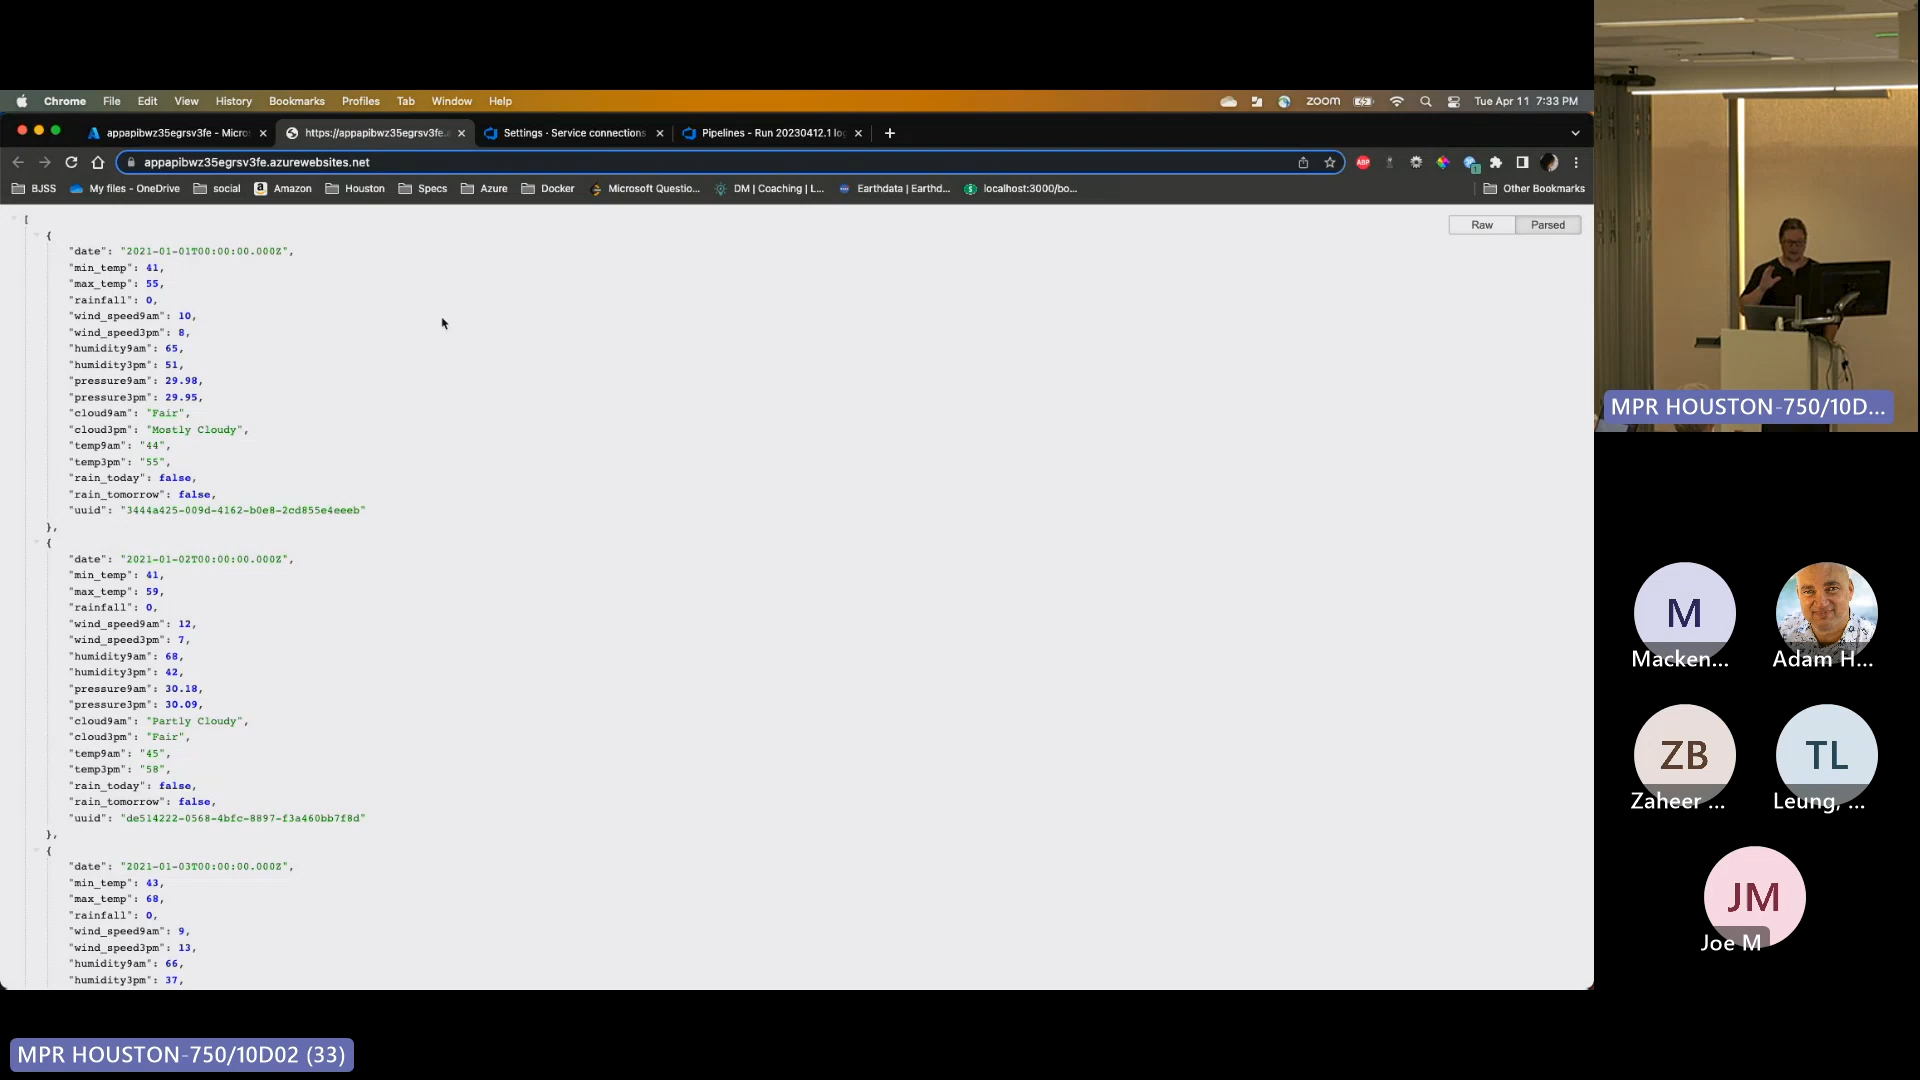 Chrome File Edit View History Bookmarks Profiles Tab Window Help
zoom Tue Apr 11 7:33 PM
appapibwz35egrsv3fe - Micro
https://appapibwz35egrsv3fe.a
Settings · Service connections
Pipelines - Run 20230412.1 lo
appapibwz35egrsv3fe.azurewebsites.net
ABP
1
BJSS My files - OneDrive social Amazon Houston Specs Azure Docker Microsoft Questio... DM | Coaching | L... Earthdata | Earthd... localhost:3000/bo... Other Bookmarks
Raw Parsed
[
{
"date": "2021-01-01T00:00:00.000Z",
"min_temp": 41,
"max_temp": 55,
"rainfall": 0,
"wind_speed9am": 10,
"wind_speed3pm": 8,
"humidity9am": 65,
"humidity3pm": 51,
"pressure9am": 29.98,
"pressure3pm": 29.95,
"cloud9am": "Fair",
"cloud3pm": "Mostly Cloudy",
"temp9am": "44",
"temp3pm": "55",
"rain_today": false,
"rain_tomorrow": false,
"uuid": "3444a425-009d-4162-b0e8-2cd855e4eeeb"
},
{
"date": "2021-01-02T00:00:00.000Z",
"min_temp": 41,
"max_temp": 59,
"rainfall": 0,
"wind_speed9am": 12,
"wind_speed3pm": 7,
"humidity9am": 68,
"humidity3pm": 42,
"pressure9am": 30.18,
"pressure3pm": 30.09,
"cloud9am": "Partly Cloudy",
"cloud3pm": "Fair",
"temp9am": "45",
"temp3pm": "58",
"rain_today": false,
"rain_tomorrow": false,
"uuid": "de514222-0568-4bfc-8897-f3a460bb7f8d"
},
{
"date": "2021-01-03T00:00:00.000Z",
"min_temp": 43,
"max_temp": 68,
"rainfall": 0,
"wind_speed9am": 9,
"wind_speed3pm": 13,
"humidity9am": 66,
"humidity3pm": 37,
MPR HOUSTON-750/10D...
M
Macken...
Adam H...
ZB
Zaheer ...
TL
Leung, ...
JM
Joe M
MPR HOUSTON-750/10D02 (33)